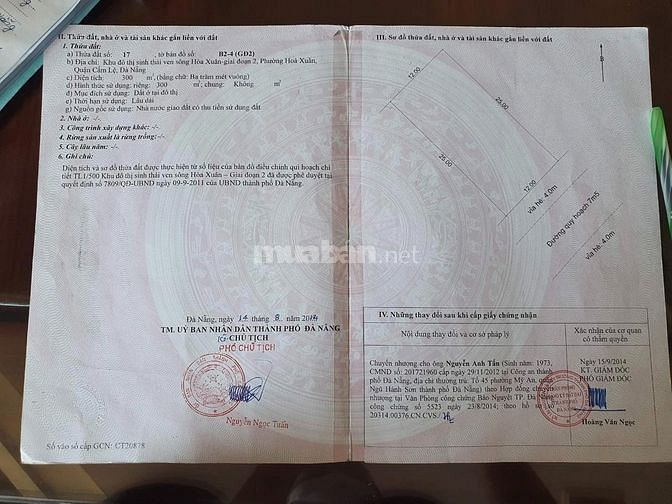 II. Thửa đất, nhà ở và tài sản khác gắn liền với đất
1. Thửa đất:
a) Thửa đất số: 17 , tờ bản đồ số: B2-4 (GĐ2)
b) Địa chỉ: Khu đô thị sinh thái ven sông Hòa Xuân-giai đoạn 2, Phường Hoà Xuân,
Quận Cẩm Lệ, Đà Nẵng
c) Diện tích: 300 m², (bằng chữ: Ba trăm mét vuông)
d) Hình thức sử dụng: riêng: 300 m²; chung: Không m²
đ) Mục đích sử dụng: Đất ở tại đô thị
e) Thời hạn sử dụng: Lâu dài
g) Nguồn gốc sử dụng: Nhà nước giao đất có thu tiền sử dụng đất
2. Nhà ở: -/-
3. Công trình xây dựng khác: -/-
4. Rừng sản xuất là rừng trồng: -/-
5. Cây lâu năm: -/-
6. Ghi chú:
Diện tích và sơ đồ thửa đất được thực hiện từ số liệu của bản đồ điều chỉnh qui hoạch chi
tiết TL1/500 Khu đô thị sinh thái ven sông Hòa Xuân – Giai đoạn 2 đã được phê duyệt tại
quyết định số 7809/QĐ-UBND ngày 09-9-2011 của UBND thành phố Đà Nẵng.
Đà Nẵng, ngày 14 tháng 8 năm 2014
TM. UỶ BAN NHÂN DÂN THÀNH PHỐ ĐÀ NẴNG
KT. CHỦ TỊCH
PHÓ CHỦ TỊCH
Nguyễn Ngọc Tuấn
Số vào sổ cấp GCN: CT20878
III. Sơ đồ thửa đất, nhà ở và tài sản khác gắn liền với đất
B
12.00
25.00
25.00
12.00
vỉa hè: 4.0m
Đường quy hoạch 7m5
vỉa hè: 4.0m
muaban.net
IV. Những thay đổi sau khi cấp giấy chứng nhận
Nội dung thay đổi và cơ sở pháp lý
Xác nhận của cơ quan
có thẩm quyền
Chuyển nhượng cho ông Nguyễn Anh Tấn (Sinh năm: 1973,
CMND số: 201721960 cấp ngày 29/11/2012 tại Công an thành
phố Đà Nẵng, địa chỉ thường trú: Tổ 45 phường Mỹ An, quận
Ngũ Hành Sơn thành phố Đà Nẵng) theo Hợp đồng chuyển
nhượng tại Văn Phòng công chứng Bảo Nguyệt TP. Đà Nẵng
công chứng số 5523 ngày 23/8/2014; theo hồ sơ số
20314.00376.CN.CVS./.
Ngày 15/9/2014
KT. GIÁM ĐỐC
PHÓ GIÁM ĐỐC
Hoàng Văn Ngọc